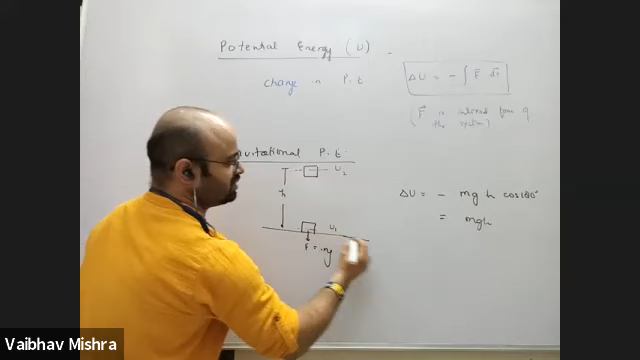 Potential Energy (U)
change in P.E
ΔU = - ∫ F⃗ dr⃗
(F⃗ is internal force of
the system)
Gravitational P.E
U₂
h
U₁
F = mg
ΔU = - mg h cos180°
= mgh
Vaibhav Mishra